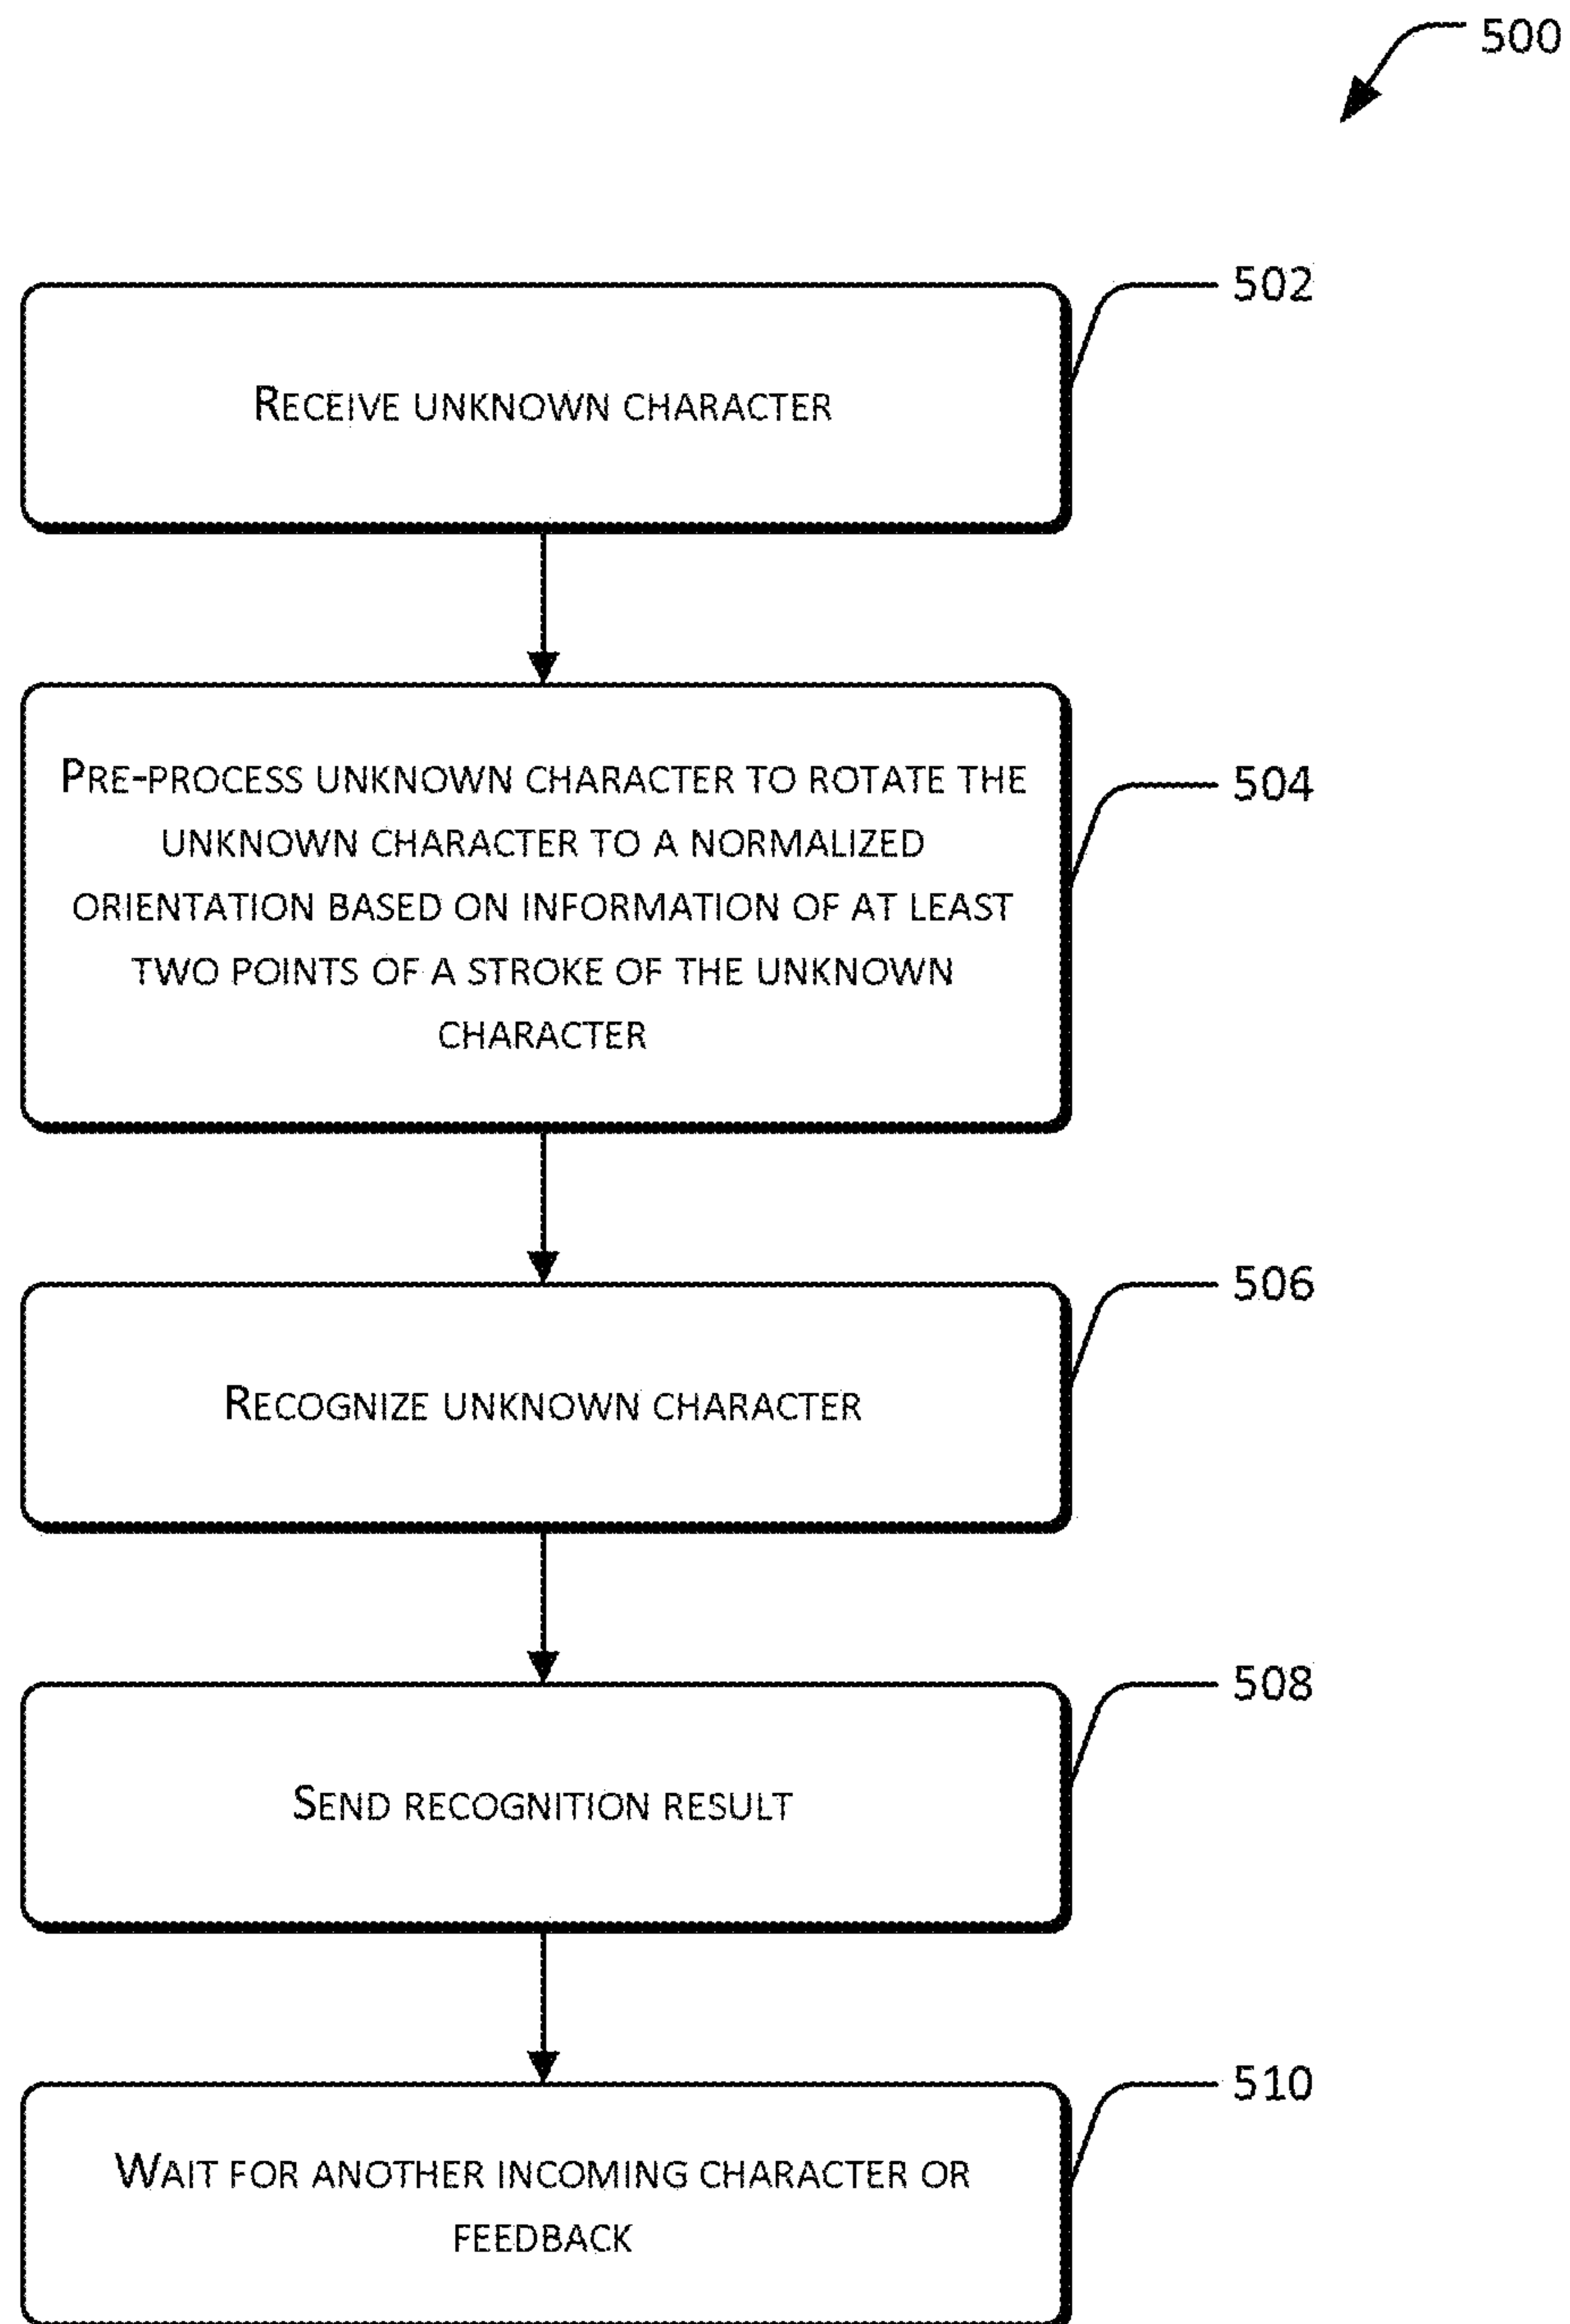 500
502
RECEIVE UNKNOWN CHARACTER
504
PRE-PROCESS UNKNOWN CHARACTER TO ROTATE THE
UNKNOWN CHARACTER TO A NORMALIZED
ORIENTATION BASED ON INFORMATION OF AT LEAST
TWO POINTS OF A STROKE OF THE UNKNOWN
CHARACTER
506
RECOGNIZE UNKNOWN CHARACTER
508
SEND RECOGNITION RESULT
510
WAIT FOR ANOTHER INCOMING CHARACTER OR
FEEDBACK